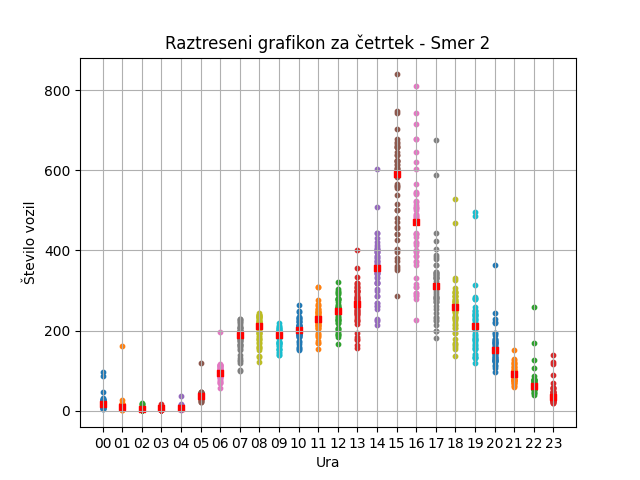 Raztreseni grafikon za četrtek - Smer 2
Število vozil
800
600
400
200
0
00 01 02 03 04 05 06 07 08 09 10 11 12 13 14 15 16 17 18 19 20 21 22 23
Ura